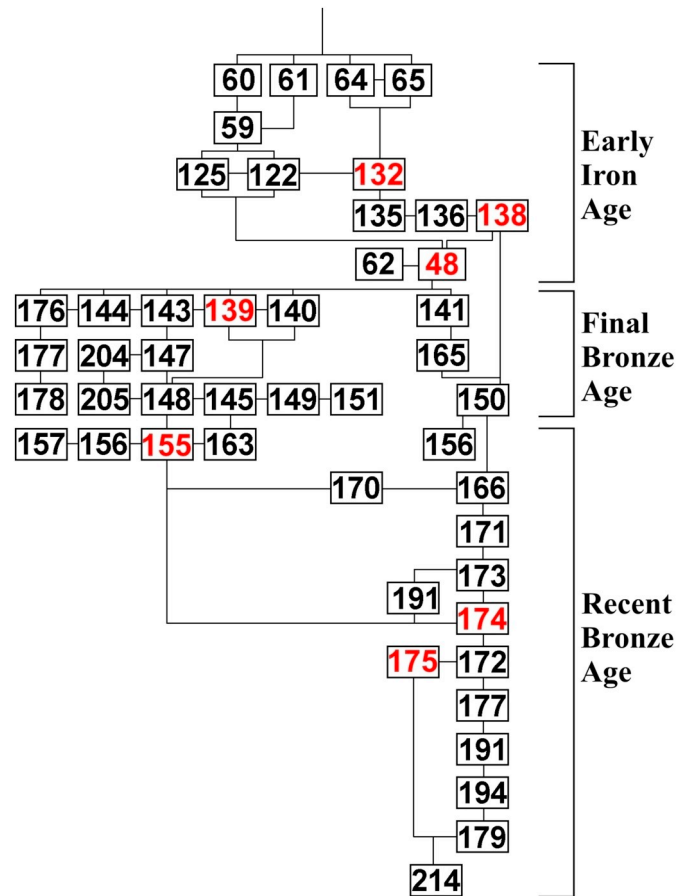 60 61 64 65
59
125 122 132
135 136 138
62 48
Early
Iron
Age
176 144 143 139 140 141
177 204 147 165
178 205 148 145 149 151 150
Final
Bronze
Age
157 156 155 163 156
170 166
171
173
191
174
175 172
177
191
194
179
214
Recent
Bronze
Age